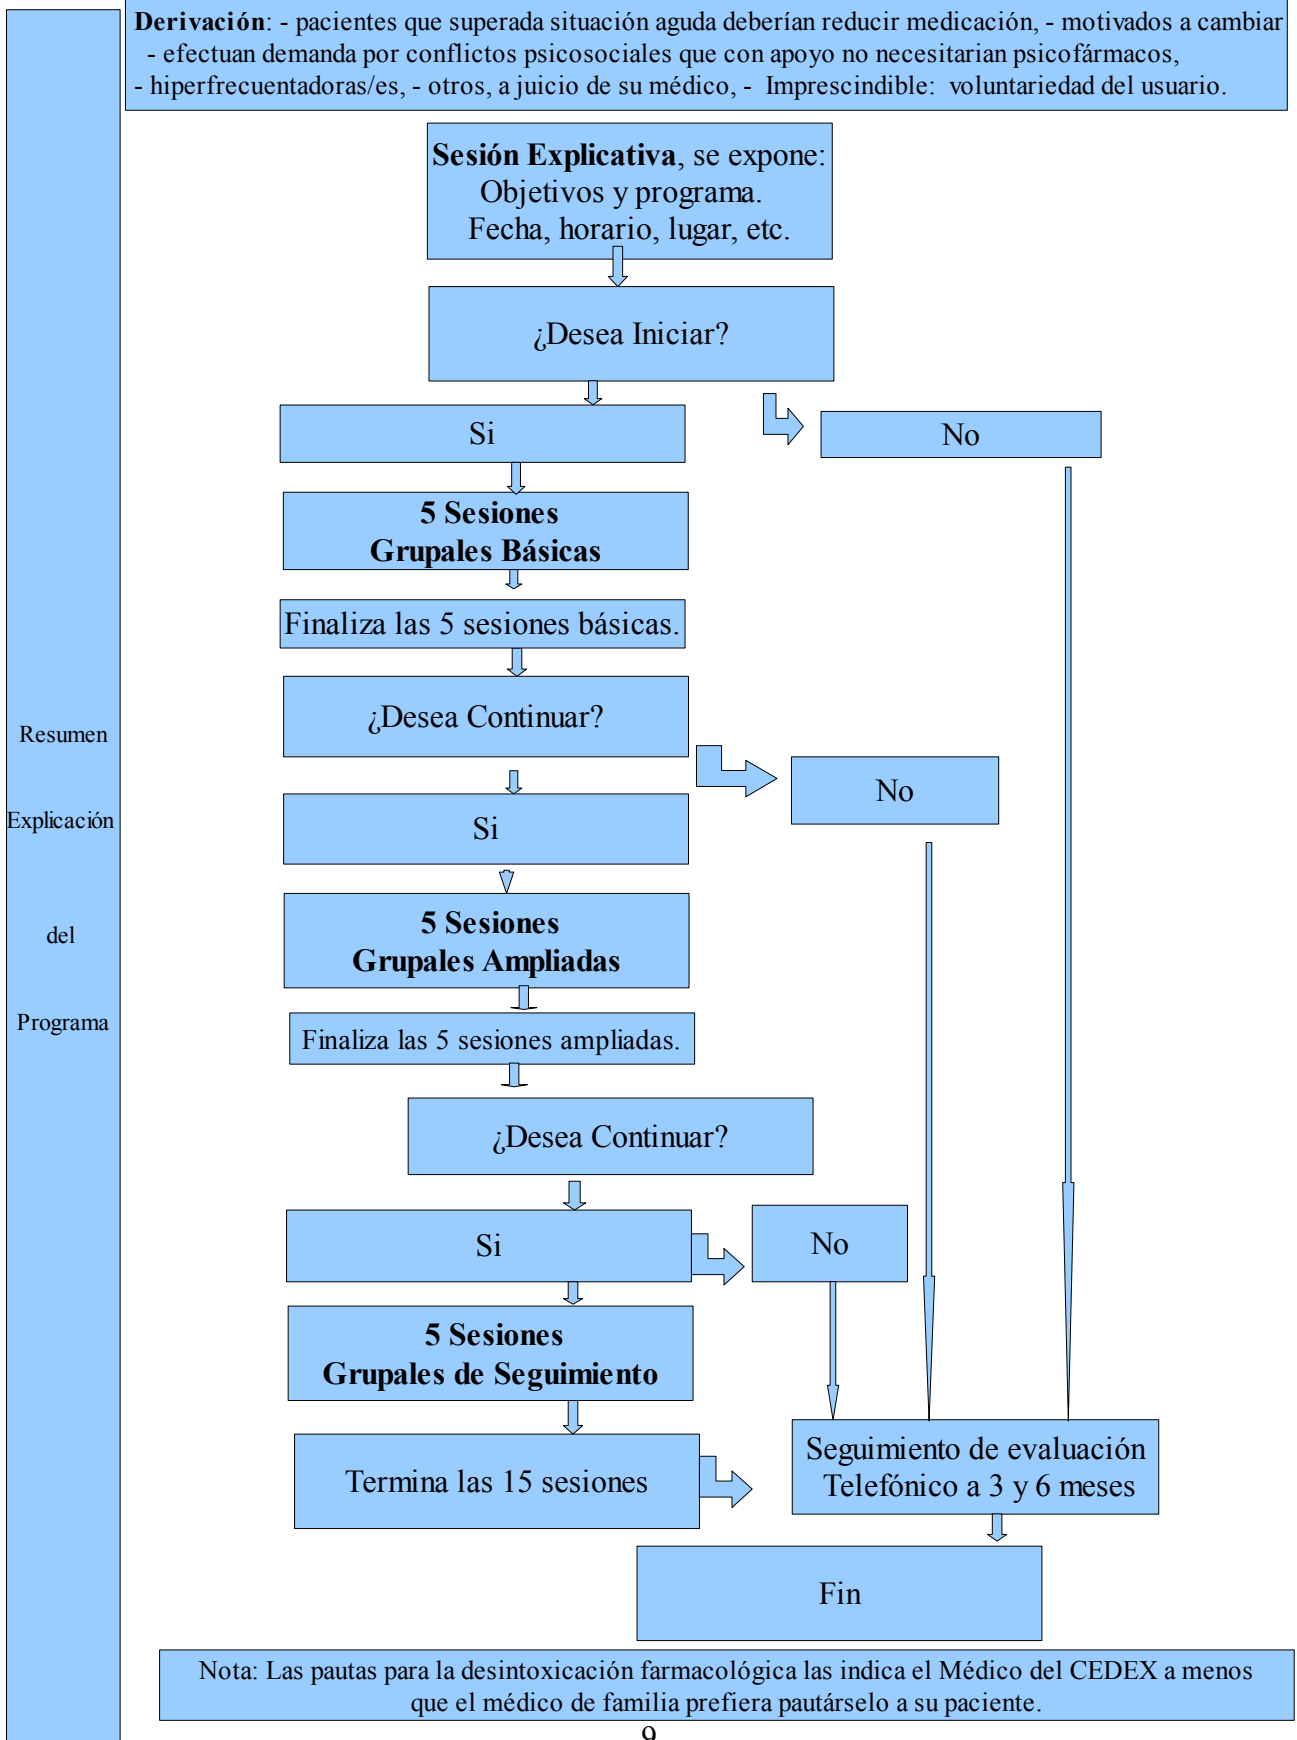 Derivación: - pacientes que superada situación aguda deberían reducir medicación, - motivados a cambiar
- efectuan demanda por conflictos psicosociales que con apoyo no necesitarian psicofármacos,
- hiperfrecuentadoras/es, - otros, a juicio de su médico, - Imprescindible: voluntariedad del usuario.
Sesión Explicativa, se expone:
Objetivos y programa.
Fecha, horario, lugar, etc.
¿Desea Iniciar?
Si
No
5 Sesiones
Grupales Básicas
Finaliza las 5 sesiones básicas.
¿Desea Continuar?
No
Si
5 Sesiones
Grupales Ampliadas
Finaliza las 5 sesiones ampliadas.
¿Desea Continuar?
Si
No
5 Sesiones
Grupales de Seguimiento
Termina las 15 sesiones
Seguimiento de evaluación
Telefónico a 3 y 6 meses
Fin
Resumen
Explicación
del
Programa
Nota: Las pautas para la desintoxicación farmacológica las indica el Médico del CEDEX a menos
que el médico de familia prefiera pautárselo a su paciente.
9